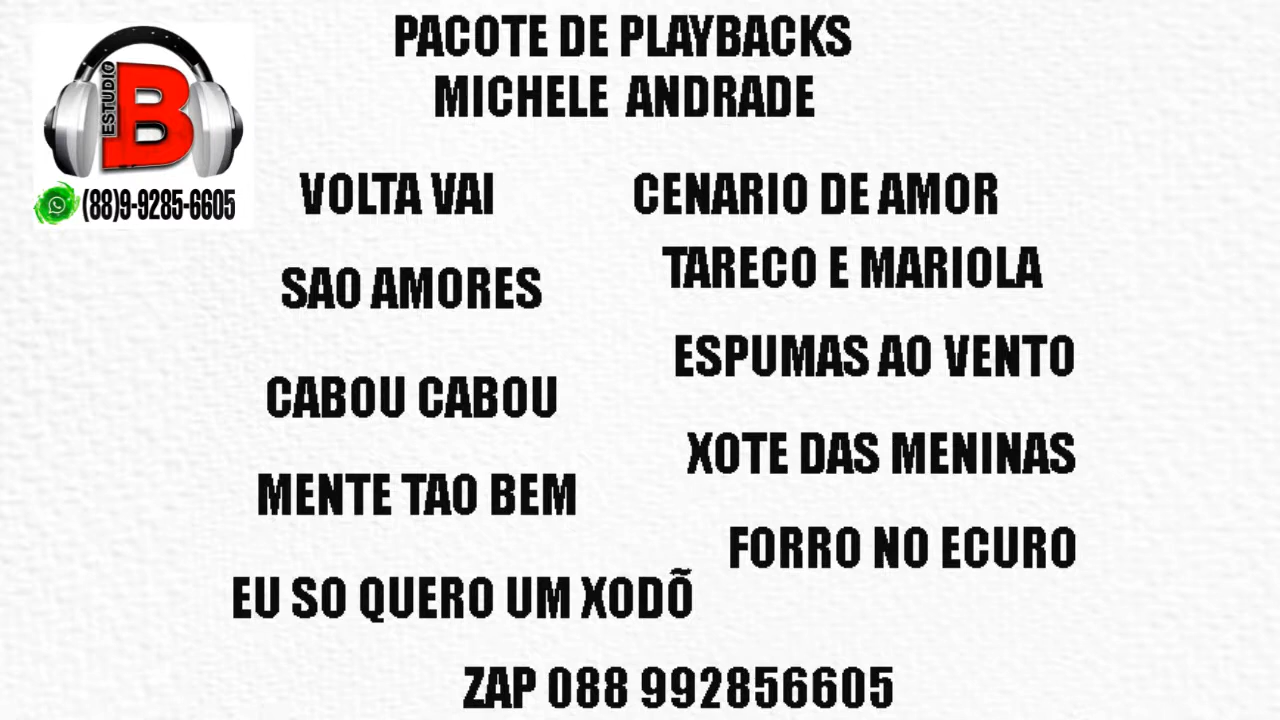 PACOTE DE PLAYBACKS
MICHELE ANDRADE
ESTUDIO
B
(88)9-9285-6605
VOLTA VAI
SAO AMORES
CABOU CABOU
MENTE TAO BEM
EU SO QUERO UM XODÕ
CENARIO DE AMOR
TARECO E MARIOLA
ESPUMAS AO VENTO
XOTE DAS MENINAS
FORRO NO ECURO
ZAP 088 992856605